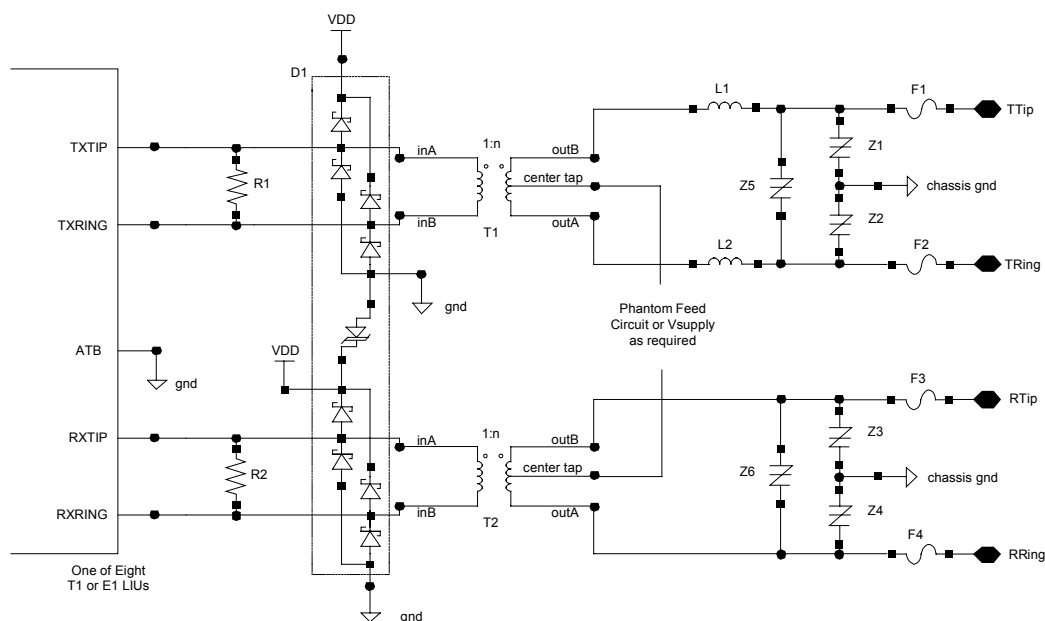 VDD
D1
L1
F1
TTip
TXTIP
inA
1:n
outB
Z1
R1
center tap
Z5
chassis gnd
TXRING
inB
T1
outA
Z2
L2
F2
TRing
gnd
Phantom Feed
Circuit or Vsupply
as required
ATB
gnd
VDD
F3
RTip
RXTIP
inA
1:n
outB
Z3
R2
center tap
Z6
chassis gnd
RXRING
inB
T2
outA
Z4
F4
RRing
One of Eight
T1 or E1 LIUs
gnd